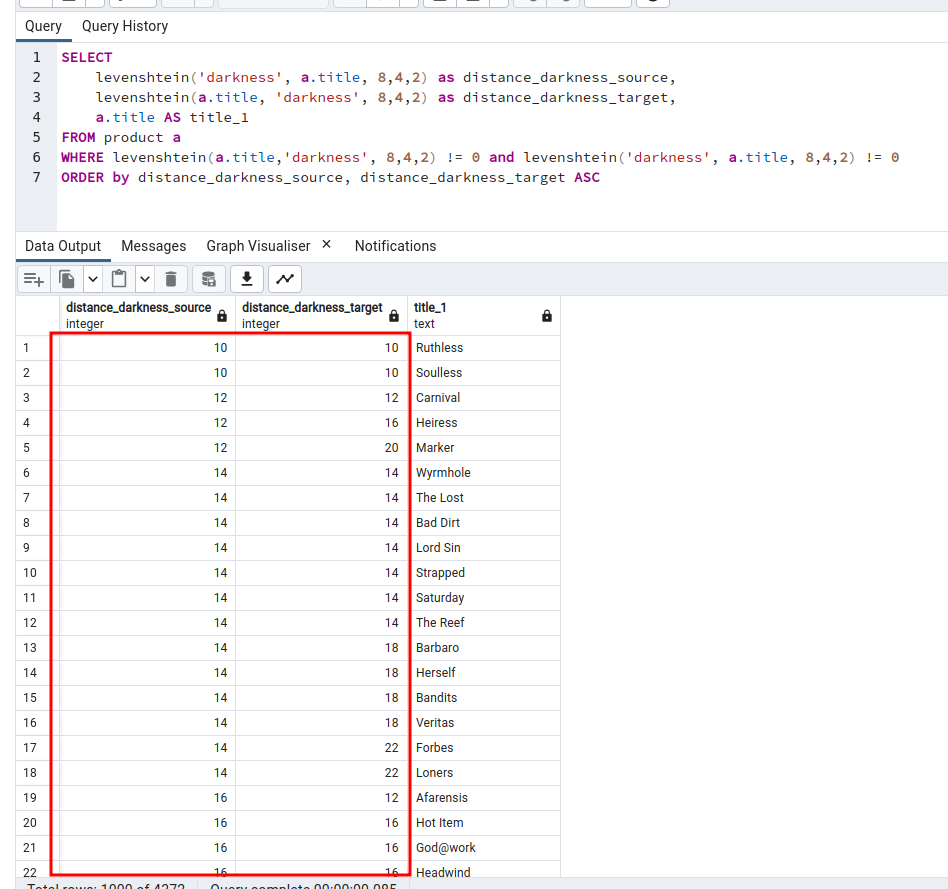 Query Query History
1 SELECT
2 levenshtein('darkness', a.title, 8,4,2) as distance_darkness_source,
3 levenshtein(a.title, 'darkness', 8,4,2) as distance_darkness_target,
4 a.title AS title_1
5 FROM product a
6 WHERE levenshtein(a.title,'darkness', 8,4,2) != 0 and levenshtein('darkness', a.title, 8,4,2) != 0
7 ORDER by distance_darkness_source, distance_darkness_target ASC
Data Output Messages Graph Visualiser × Notifications
distance_darkness_source distance_darkness_target title_1
integer integer text
1 10 10 Ruthless
2 10 10 Soulless
3 12 12 Carnival
4 12 16 Heiress
5 12 20 Marker
6 14 14 Wyrmhole
7 14 14 The Lost
8 14 14 Bad Dirt
9 14 14 Lord Sin
10 14 14 Strapped
11 14 14 Saturday
12 14 14 The Reef
13 14 18 Barbaro
14 14 18 Herself
15 14 18 Bandits
16 14 18 Veritas
17 14 22 Forbes
18 14 22 Loners
19 16 12 Afarensis
20 16 16 Hot Item
21 16 16 God@work
22 16 16 Headwind
Total rows: 1000 of 4372 Query complete 00:00:00.085